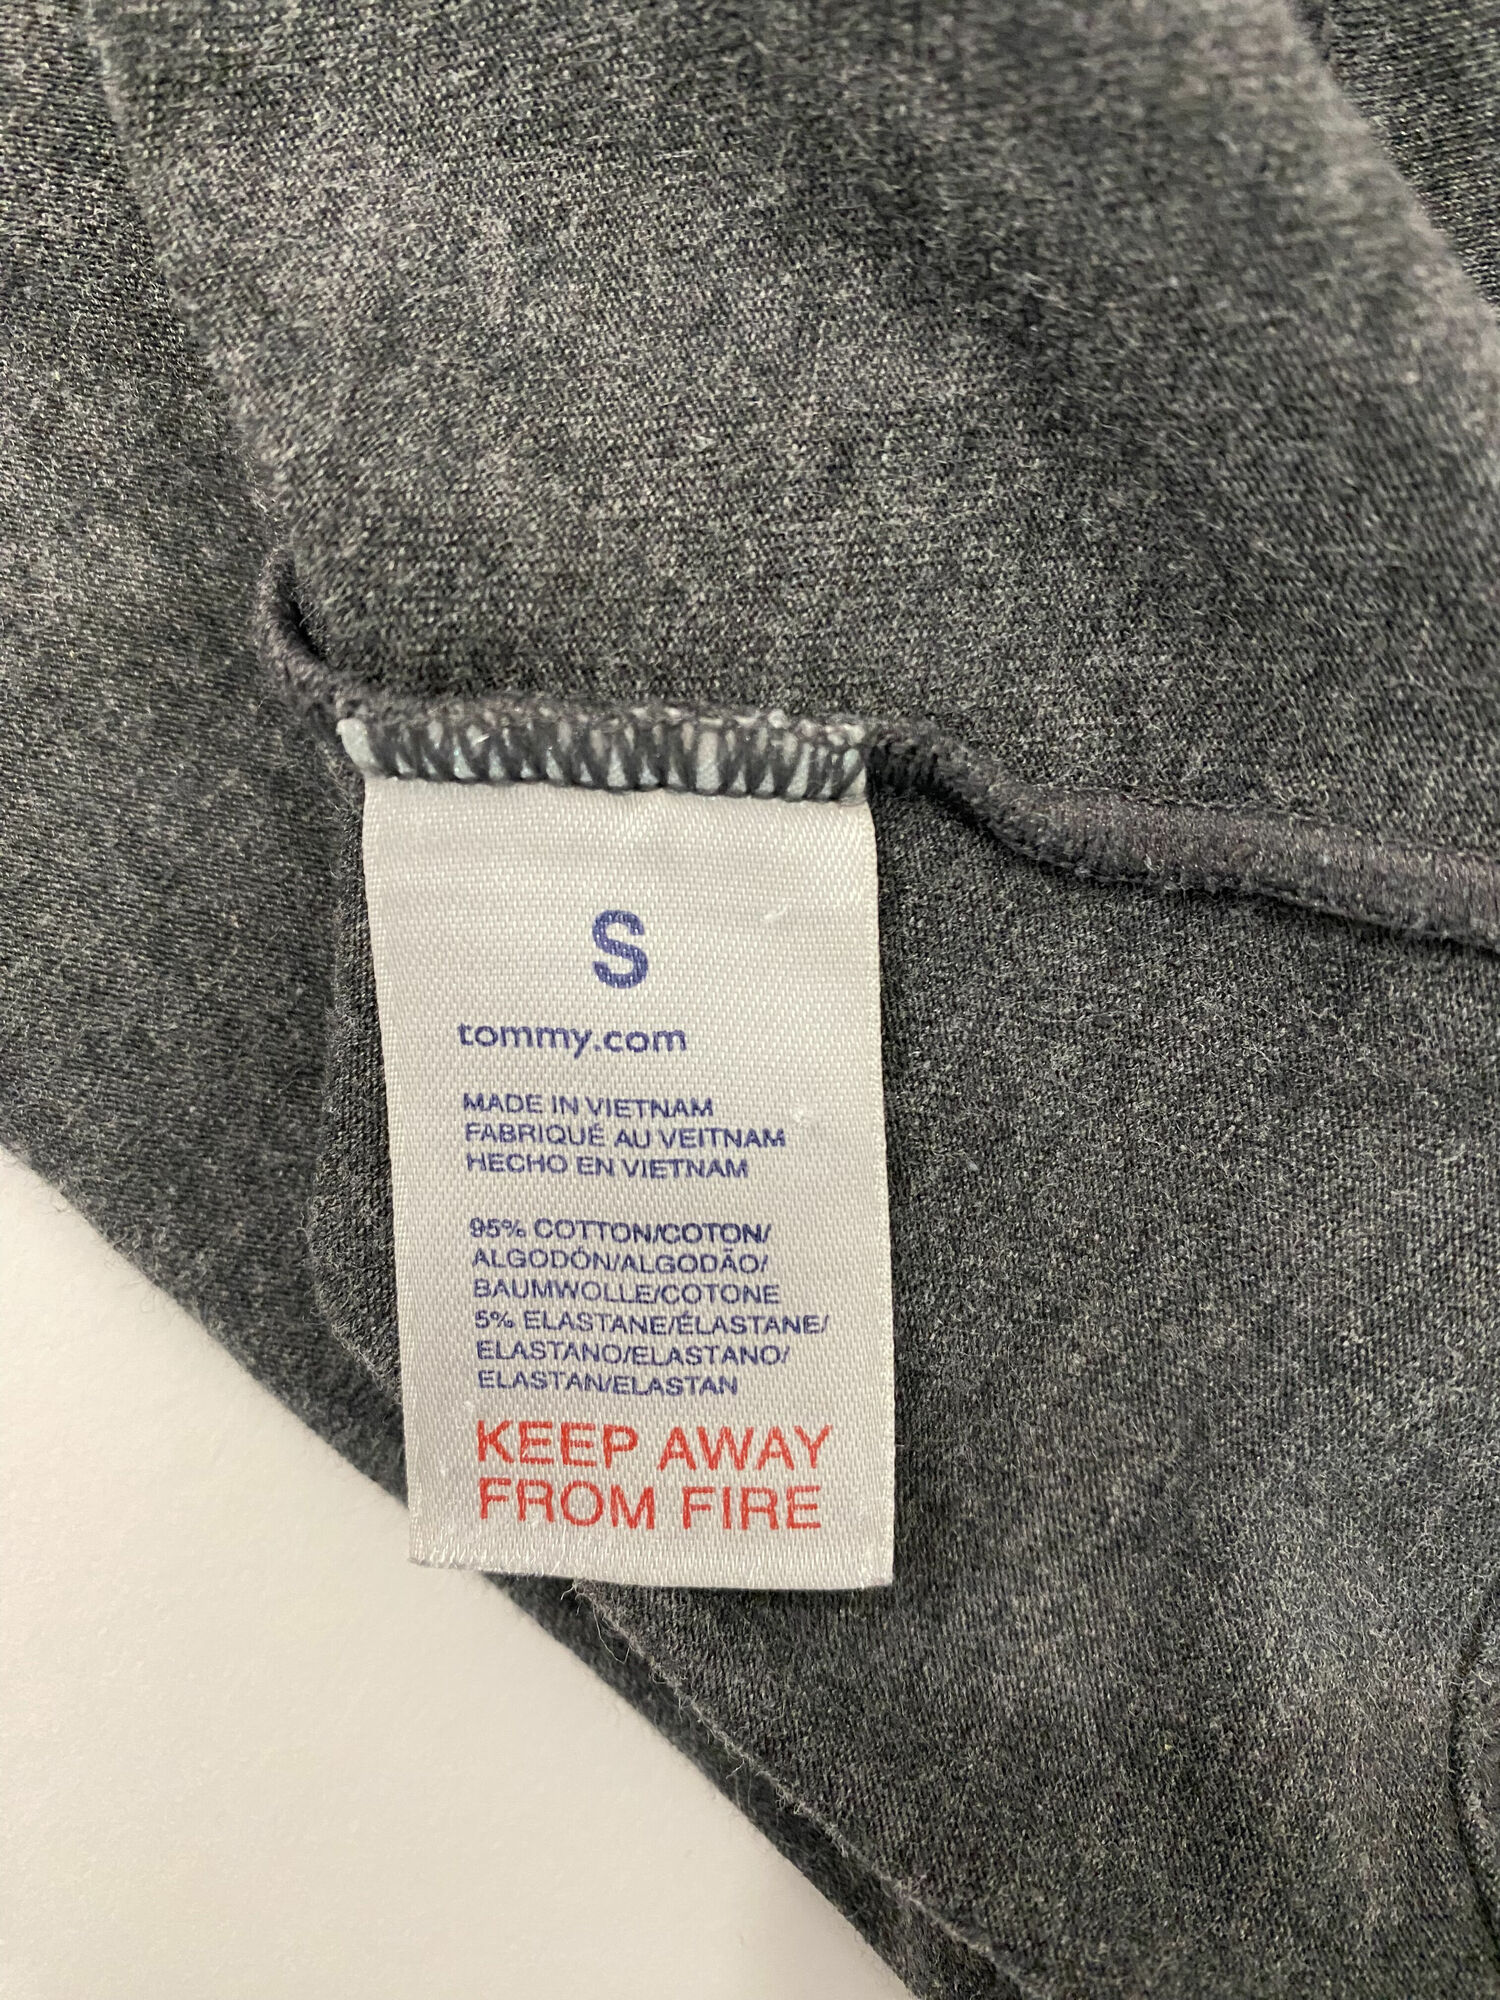 S
tommy.com
MADE IN VIETNAM
FABRIQUÉ AU VEITNAM
HECHO EN VIETNAM
95% COTTON/COTON/
ALGODÓN/ALGODÃO/
BAUMWOLLE/COTONE
5% ELASTANE/ÉLASTANE/
ELASTANO/ELASTANO/
ELASTAN/ELASTAN
KEEP AWAY
FROM FIRE